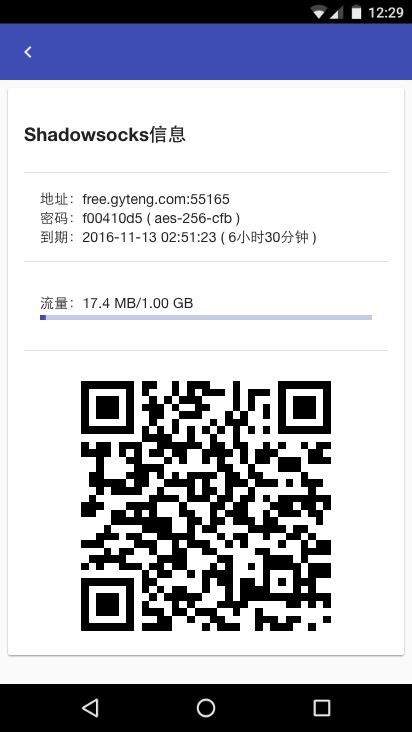 12:29
Shadowsocks信息
地址：free.gyteng.com:55165
密码：f00410d5 ( aes-256-cfb )
到期：2016-11-13 02:51:23 ( 6小时30分钟 )
流量：17.4 MB/1.00 GB